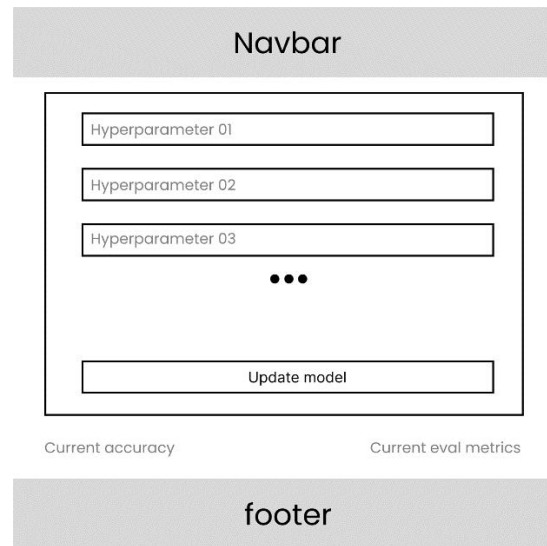 Navbar
Hyperparameter 01
Hyperparameter 02
Hyperparameter 03
•••
Update model
Current accuracy Current eval metrics
footer